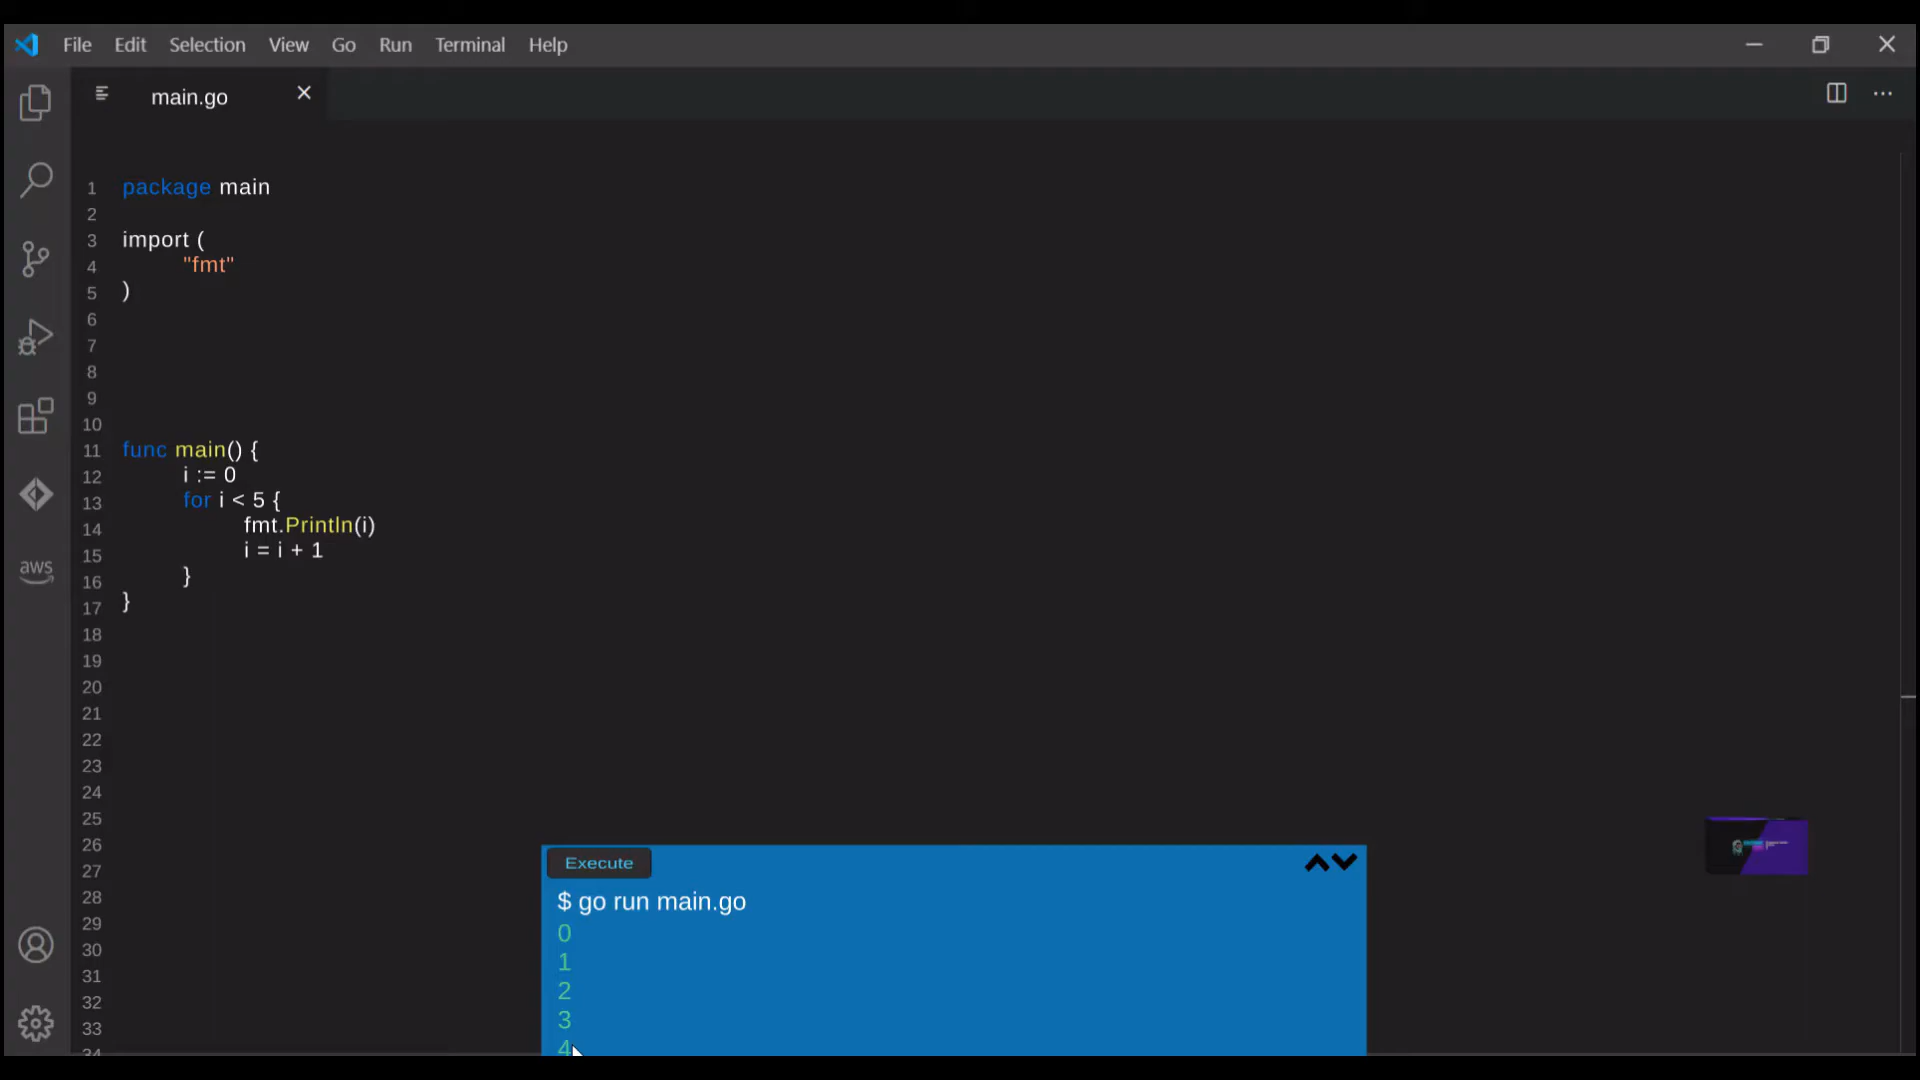 File Edit Selection View Go Run Terminal Help
main.go
1 package main
2
3 import (
4 "fmt"
5 )
6
7
8
9
10
11 func main() {
12 i := 0
13 for i < 5 {
14 fmt.Println(i)
15 i = i + 1
16 }
17 }
18
19
20
21
22
23
24
25
26
27
28
29
30
31
32
33
34
aws
Execute
$ go run main.go
0
1
2
3
4